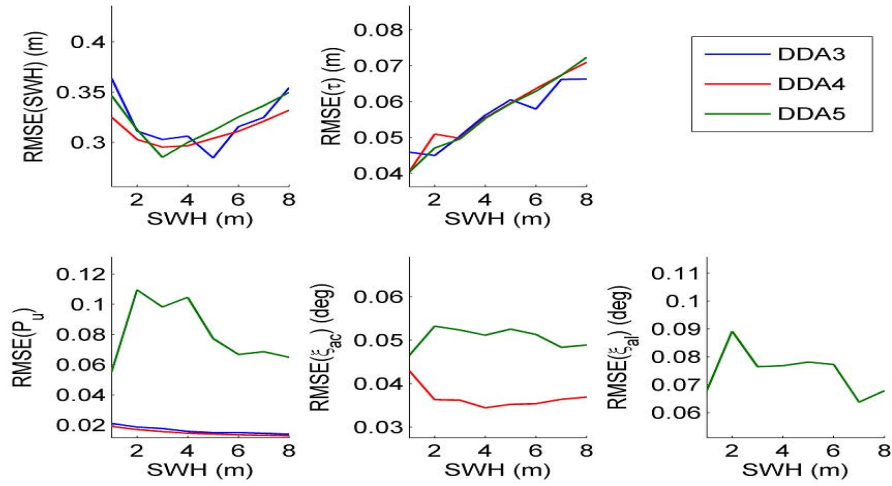 RMSE(SWH) (m)
0.4
0.35
0.3
2 4 6 8
SWH (m)
RMSE(τ) (m)
0.08
0.07
0.06
0.05
0.04
2 4 6 8
SWH (m)
DDA3
DDA4
DDA5
RMSE(P_u)
0.12
0.1
0.08
0.06
0.04
0.02
2 4 6 8
SWH (m)
RMSE(ξ_ac) (deg)
0.06
0.05
0.04
0.03
2 4 6 8
SWH (m)
RMSE(ξ_al) (deg)
0.11
0.1
0.09
0.08
0.07
0.06
2 4 6 8
SWH (m)